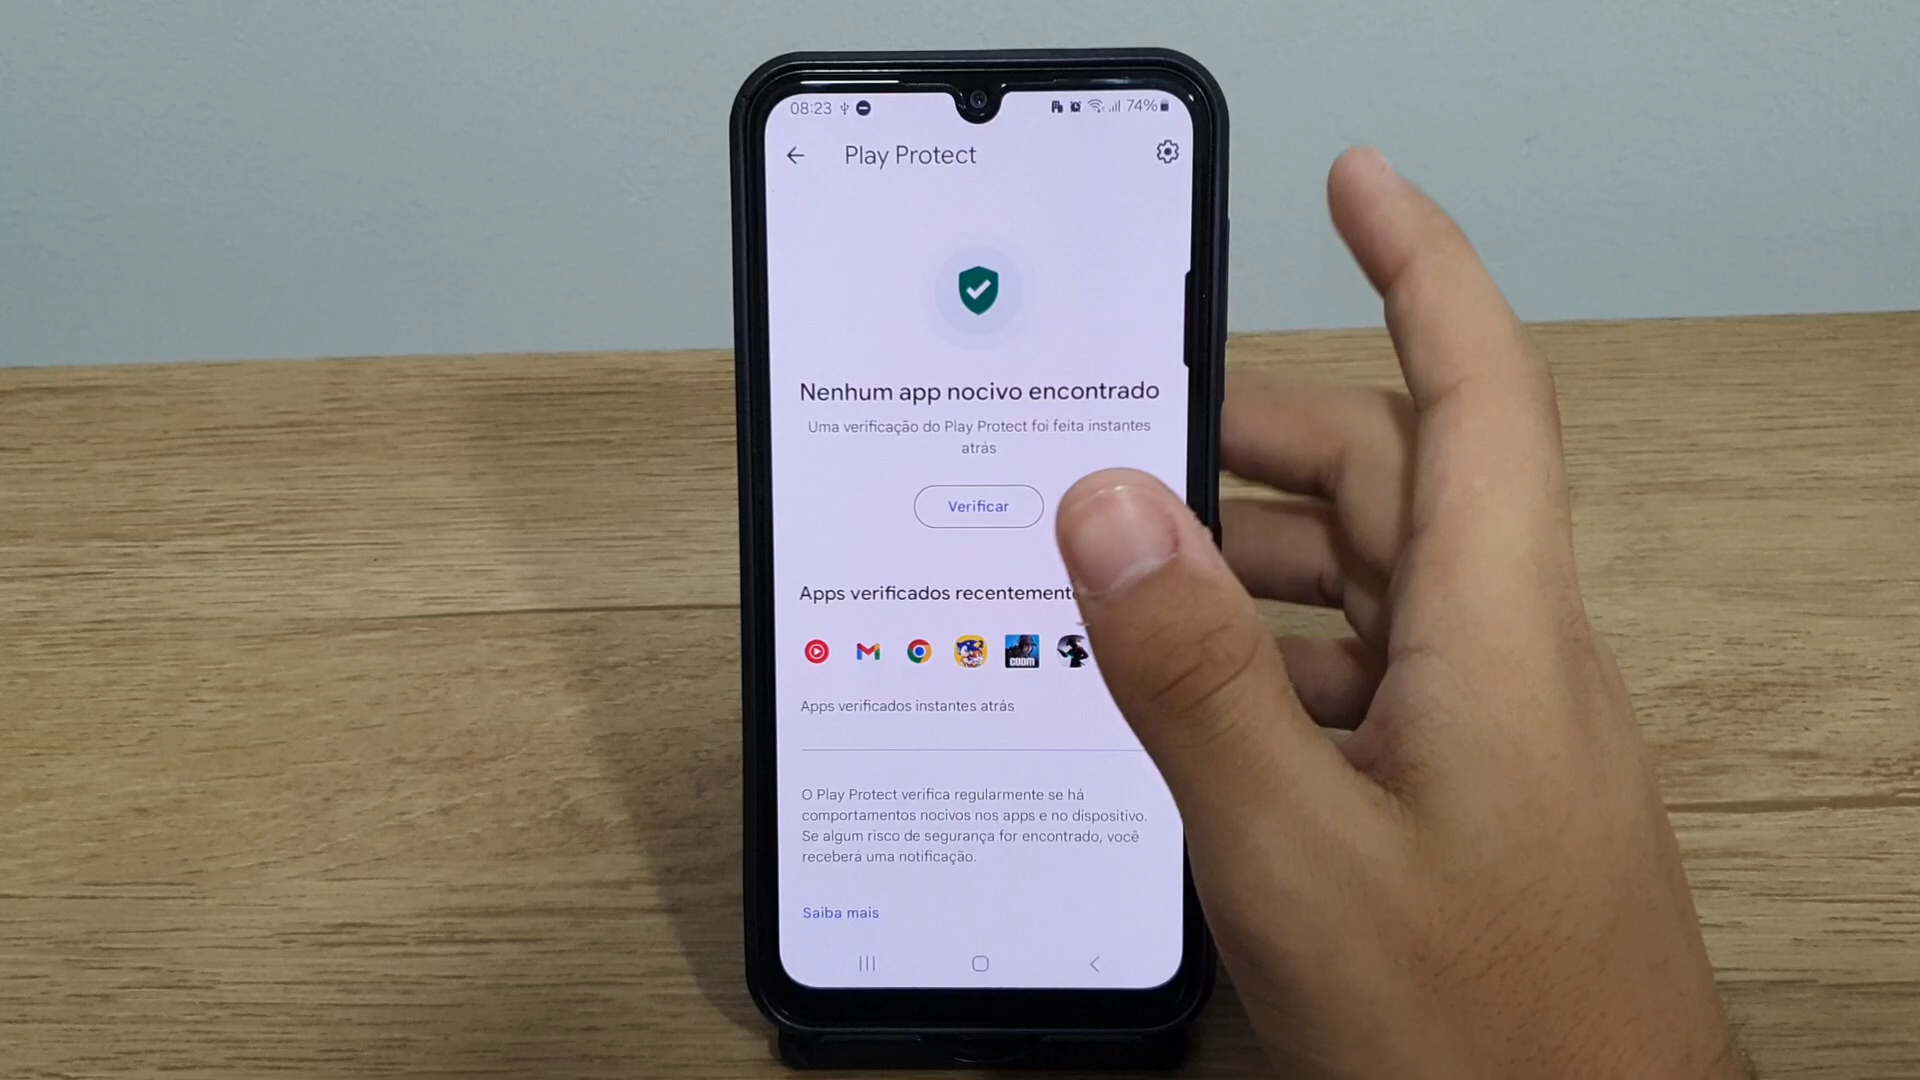 08:23 74%
Play Protect
Nenhum app nocivo encontrado
Uma verificação do Play Protect foi feita instantes
atrás
Verificar
Apps verificados recentemente
CODM
Apps verificados instantes atrás
O Play Protect verifica regularmente se há
comportamentos nocivos nos apps e no dispositivo.
Se algum risco de segurança for encontrado, você
receberá uma notificação.
Saiba mais